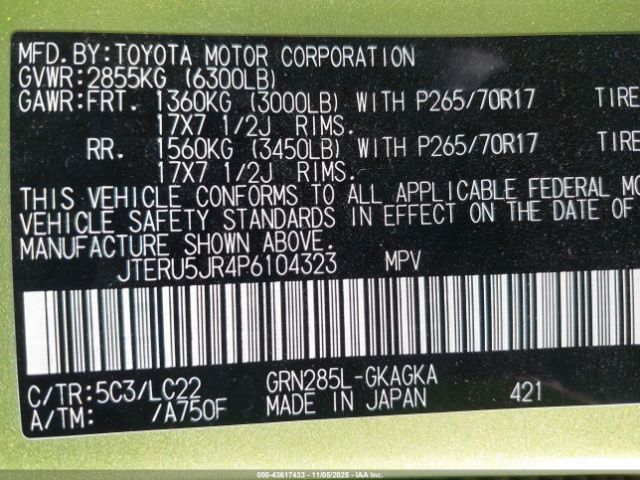 MFD.BY:TOYOTA MOTOR CORPORATION
GVWR:2855KG (6300LB)
GAWR:FRT. 1360KG (3000LB) WITH P265/70R17 TIRE
17X7 1/2J RIMS.
RR. 1560KG (3450LB) WITH P265/70R17 TIRE
17X7 1/2J RIMS.
THIS VEHICLE CONFORMS TO ALL APPLICABLE FEDERAL MO
VEHICLE SAFETY STANDARDS IN EFFECT ON THE DATE OF
MANUFACTURE SHOWN ABOVE.
JTERU5JR4P6104323 MPV
C/TR:5C3/LC22 GRN285L-GKAGKA 421
A/TM: /A750F MADE IN JAPAN
000-43617433 - 11/05/2025 - IAA, Inc.